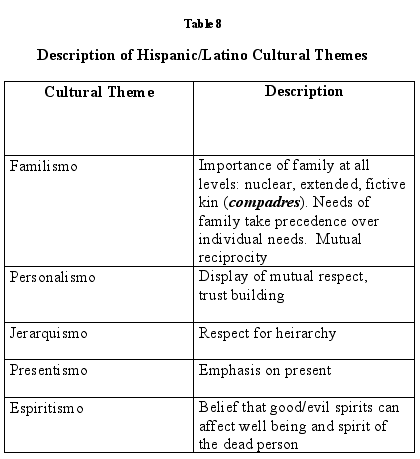 Table 8
Description of Hispanic/Latino Cultural Themes
Cultural Theme
Description
Familismo
Importance of family at all
levels: nuclear, extended, fictive
kin (compadres). Needs of
family take precedence over
individual needs. Mutual
reciprocity
Personalismo
Display of mutual respect,
trust building
Jerarquismo
Respect for heirarchy
Presentismo
Emphasis on present
Espiritismo
Belief that good/evil spirits can
affect well being and spirit of
the dead person